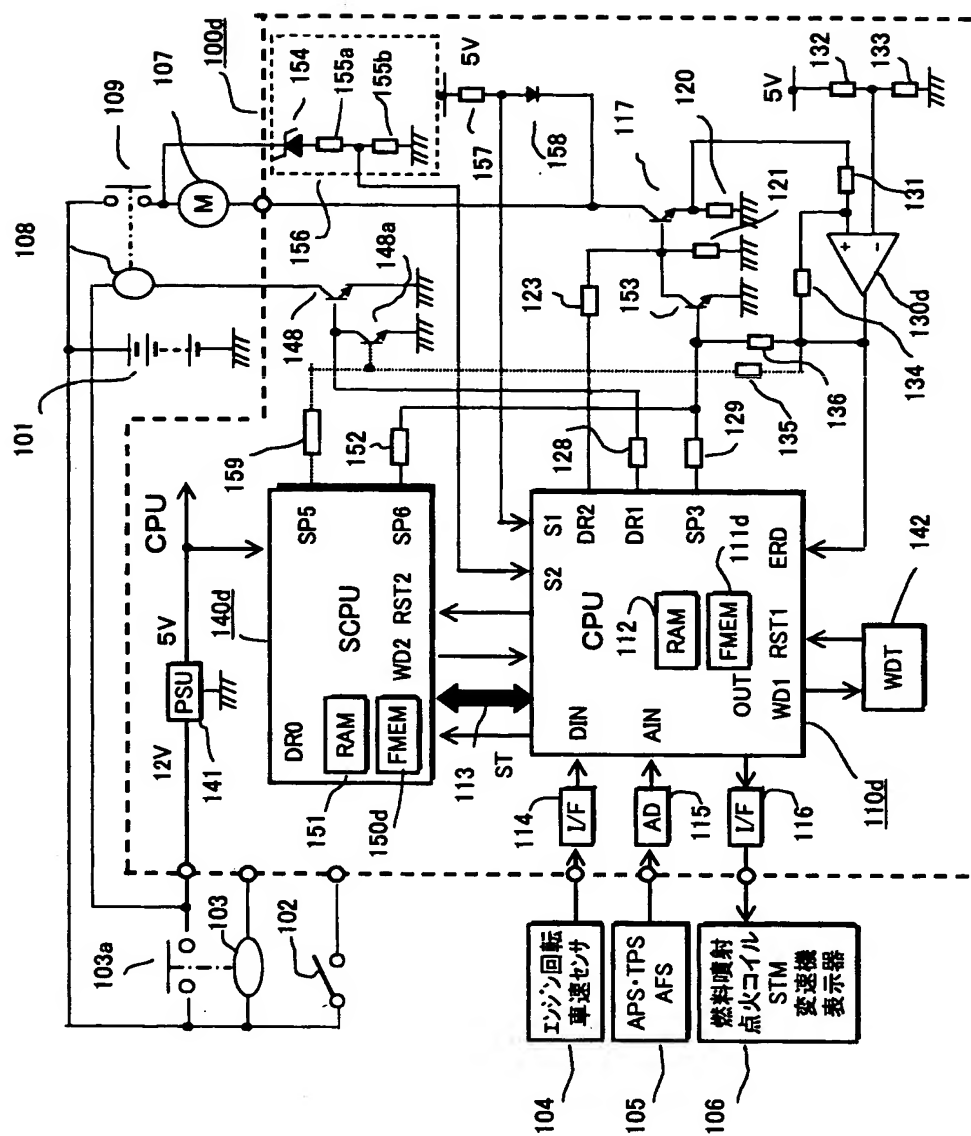 103a
12V
PSU
141
5V
CPU
101
108
109
107
100d
103
102
DR0
140d
SCPU
RAM
151
FMEM
150d
SP5
SP6
WD2
RST2
159
152
148
148a
156
M
154
155a
155b
5V
157
158
117
120
121
123
153
5V
132
133
131
130d
134
136
135
128
129
ST
113
S2
S1
DR2
DR1
SP3
CPU
112
RAM
111d
FMEM
DIN
AIN
OUT
WD1
RST1
ERD
114
I/F
AD
115
I/F
116
110d
WDT
142
エンジン回転
車速センサ
104
APS・TPS
AFS
105
燃料噴射
点火コイル
STM
変速機
表示器
106